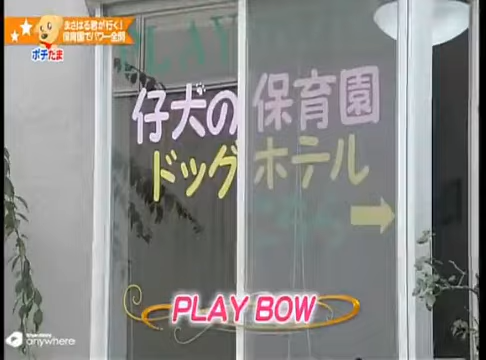 まさはる君が行く!
保育園でパワー全開
ポチたま
PLAY
仔犬の保育園
ドッグホテル
PLAY BOW
anywhere